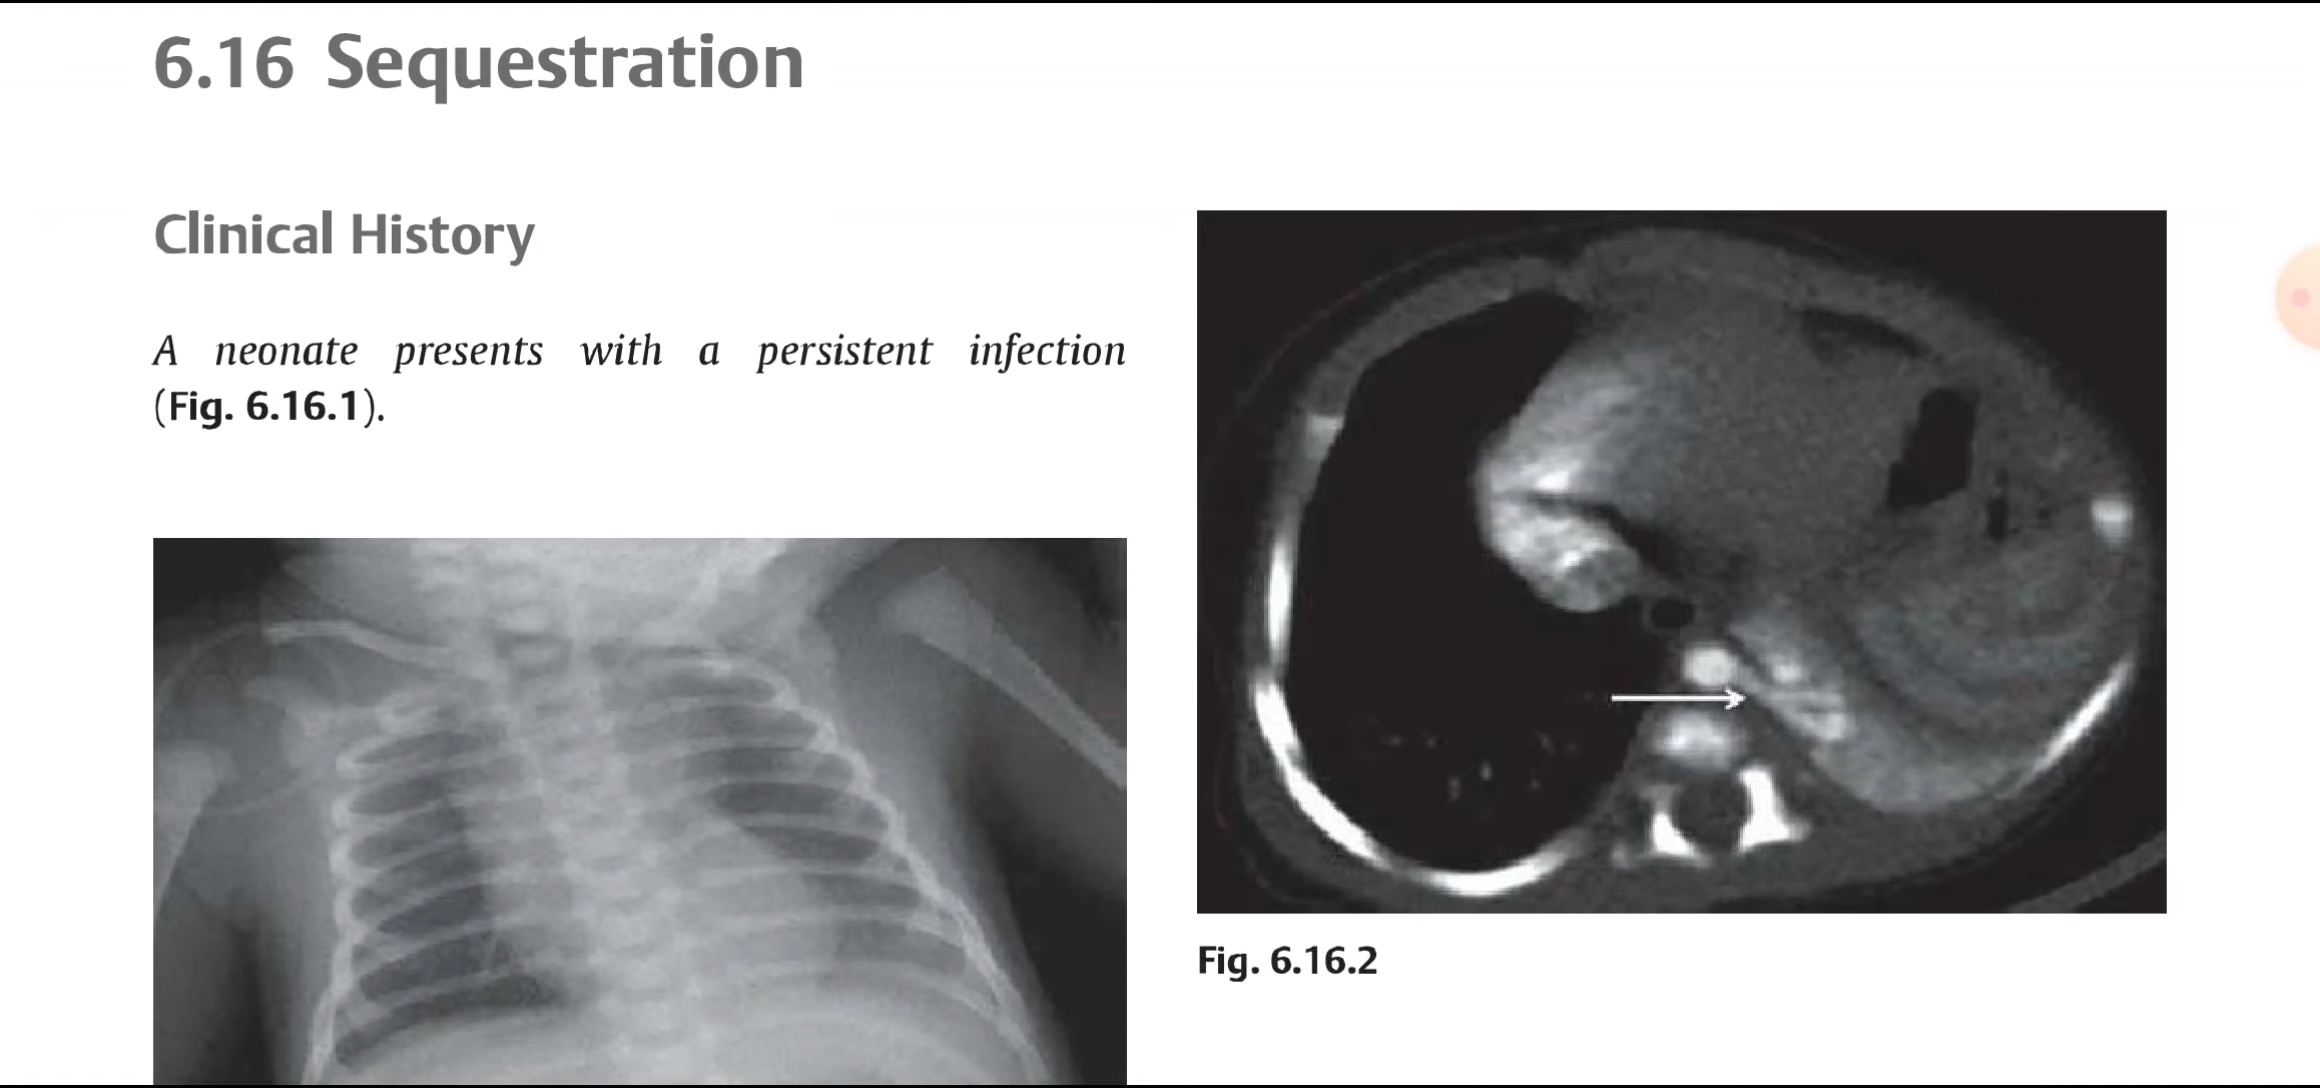 6.16 Sequestration
Clinical History
A neonate presents with a persistent infection
(Fig. 6.16.1).
Fig. 6.16.2